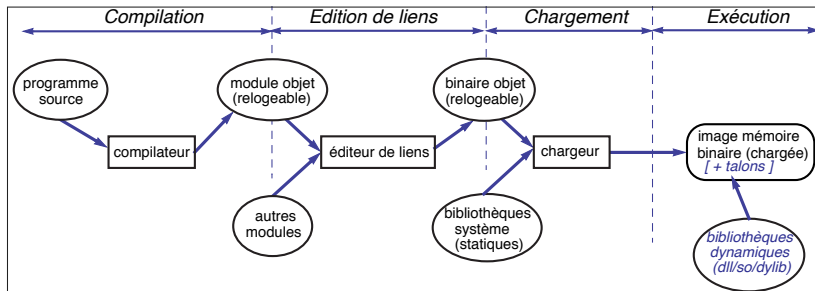 Compilation
Edition de liens
Chargement
Exécution
programme
source
module objet
(relogeable)
binaire objet
(relogeable)
compilateur
éditeur de liens
chargeur
image mémoire
binaire (chargée)
[ + talons ]
autres
modules
bibliothèques
système
(statiques)
bibliothèques
dynamiques
(dll/so/dylib)